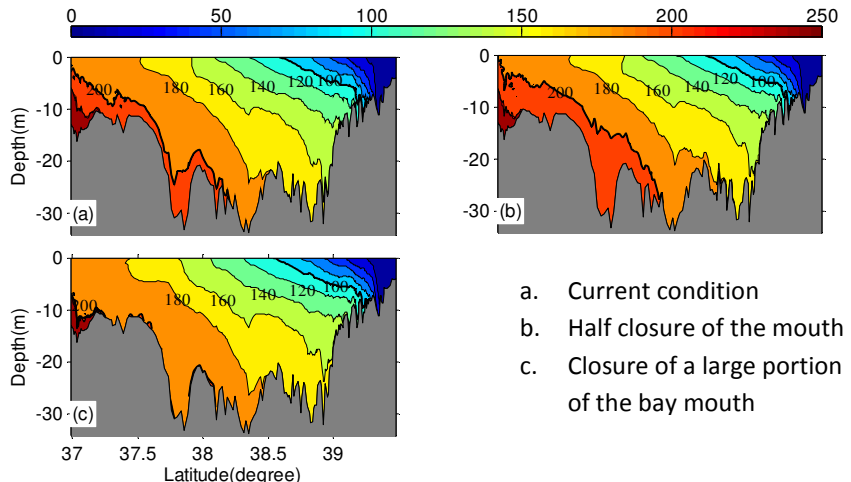 0 50 100 150 200 250
0
-10
-20
-30
Depth(m)
200 180 160 140 120 100
(a)
0
-10
-20
-30
200 180 160 140 120 100
(b)
0
-10
-20
-30
Depth(m)
200 180 160 140 120 100
(c)
37 37.5 38 38.5 39
Latitude(degree)
a. Current condition
b. Half closure of the mouth
c. Closure of a large portion
of the bay mouth